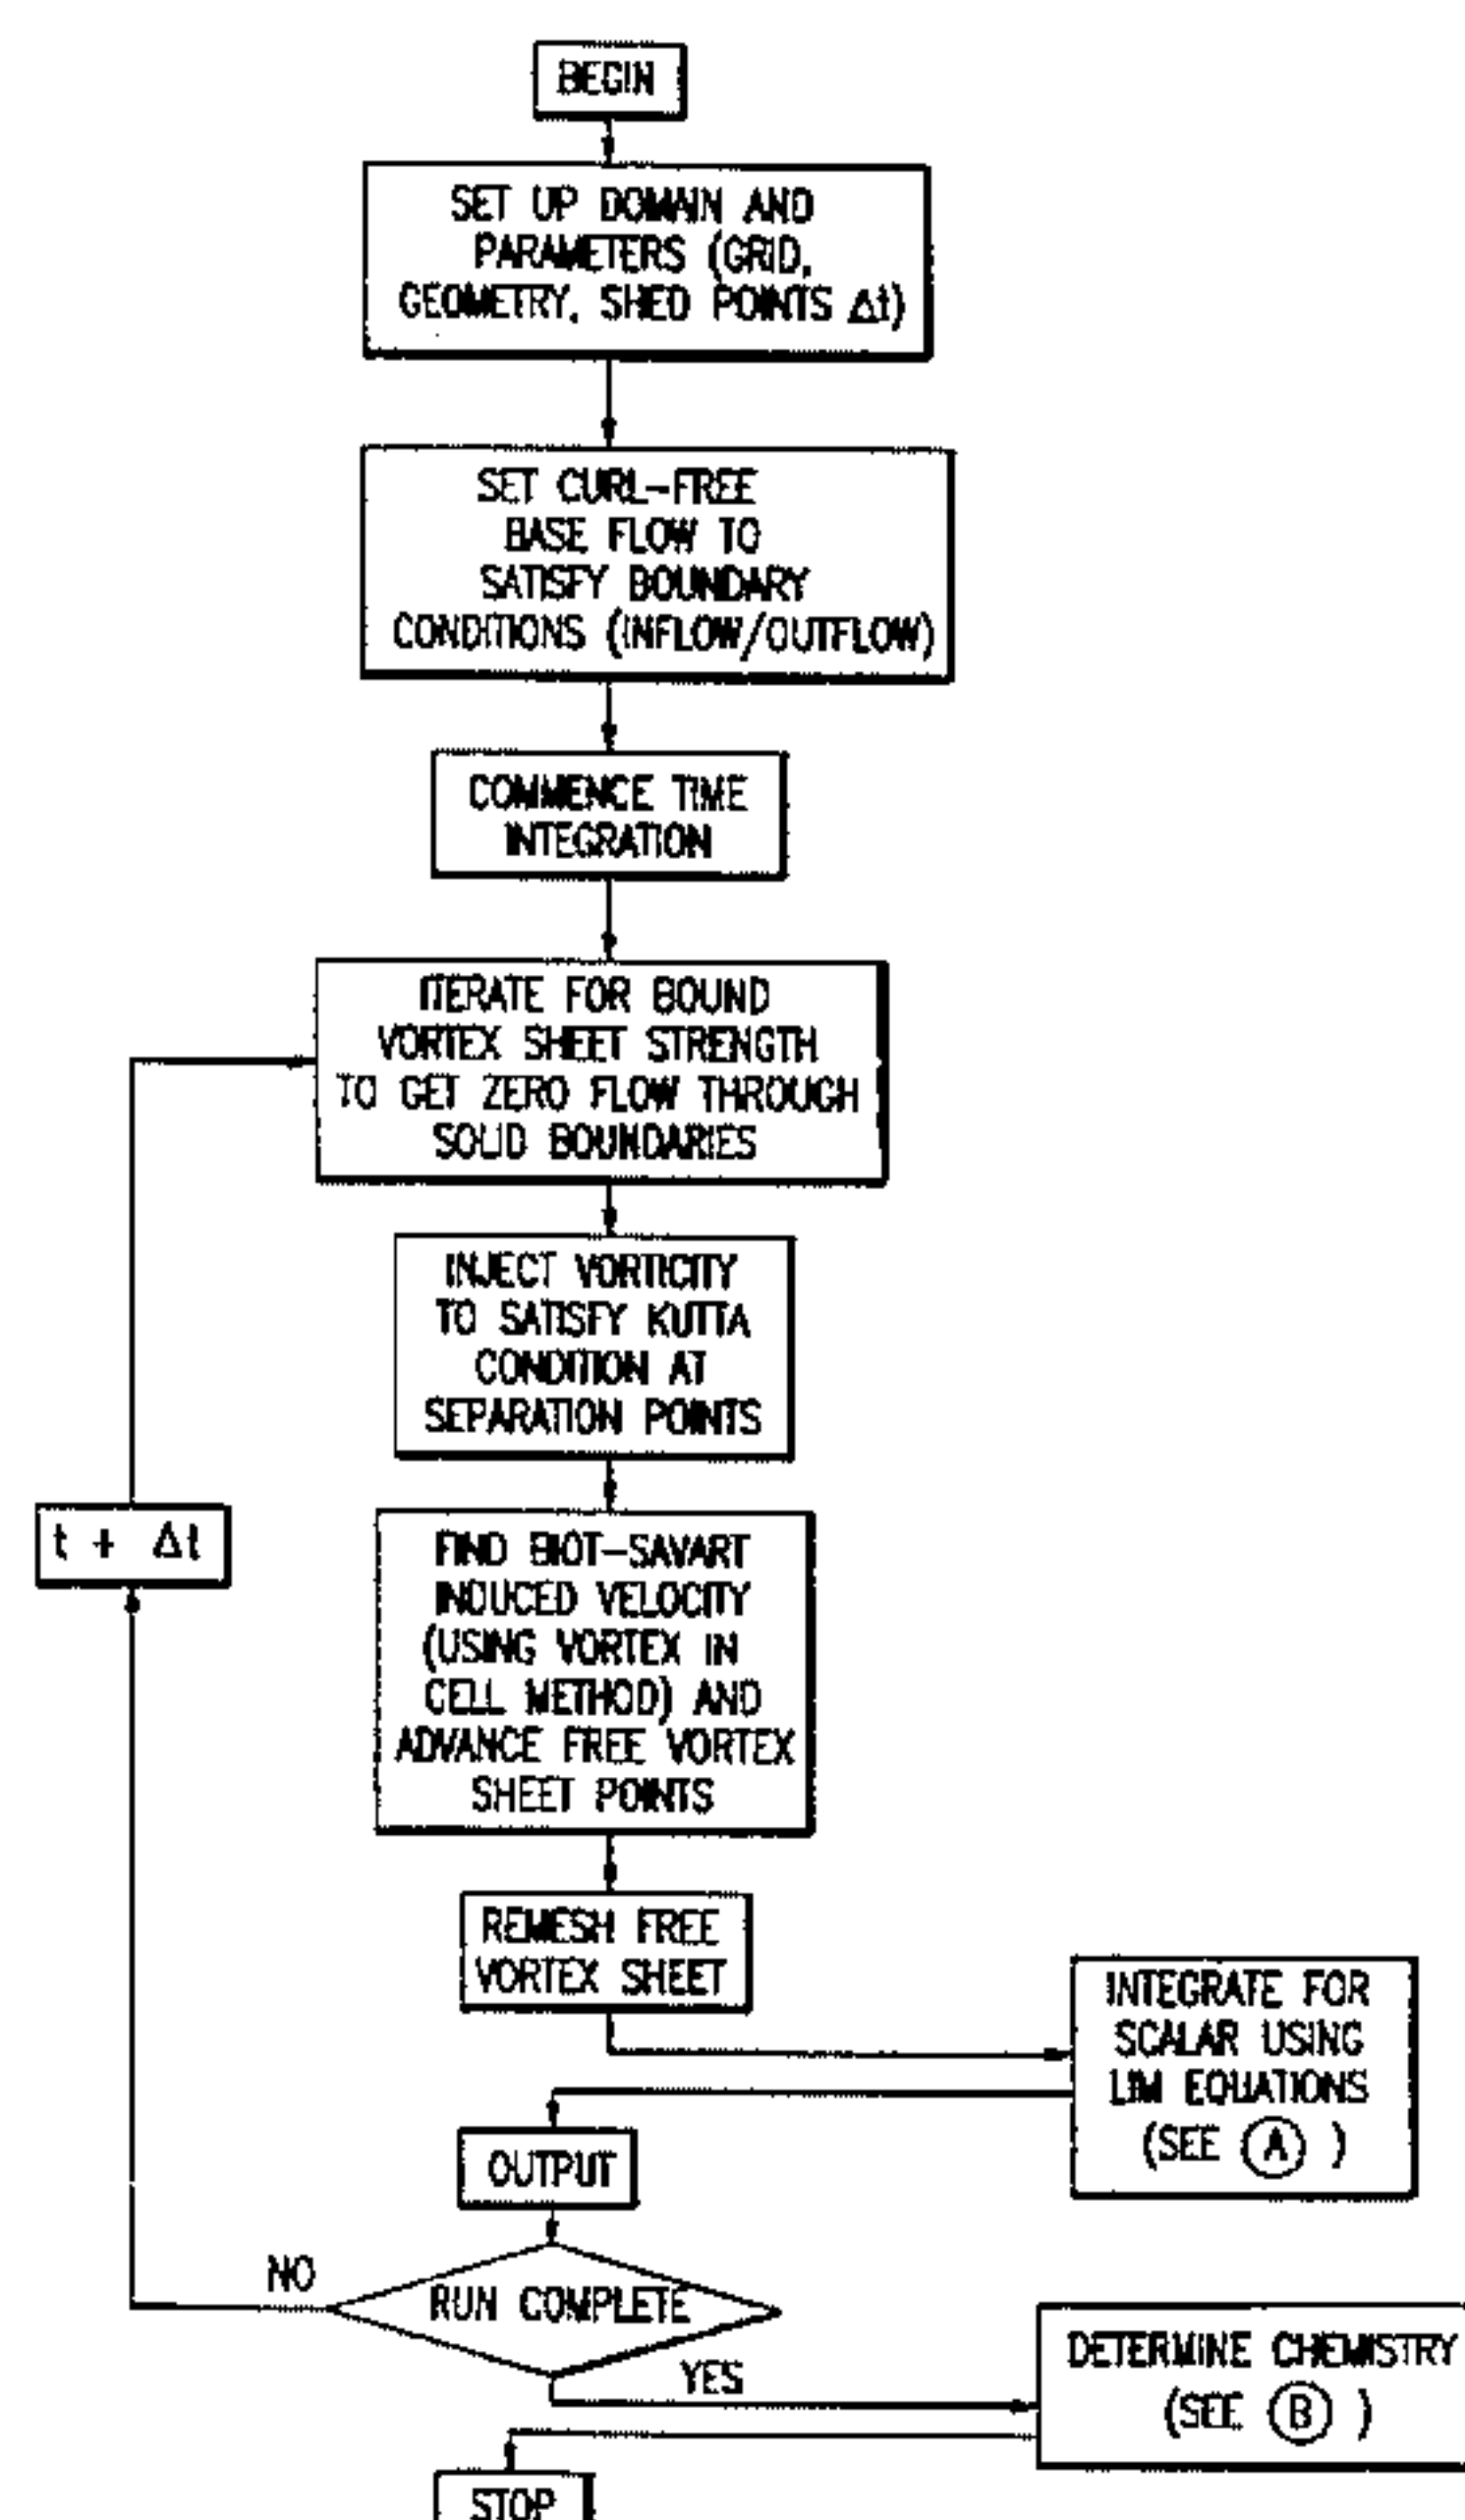 BEGIN
SET UP DOMAIN AND
PARAMETERS (GRID,
GEOMETRY, SHED POINTS Δt)
SET CURL-FREE
BASE FLOW TO
SATISFY BOUNDARY
CONDITIONS (INFLOW/OUTFLOW)
COMMENCE TIME
INTEGRATION
ITERATE FOR BOUND
VORTEX SHEET STRENGTH
TO GET ZERO FLOW THROUGH
SOLID BOUNDARIES
INJECT VORTICITY
TO SATISFY KUTTA
CONDITION AT
SEPARATION POINTS
t + Δt
FIND BIOT-SAVART
INDUCED VELOCITY
(USING VORTEX IN
CELL METHOD) AND
ADVANCE FREE VORTEX
SHEET POINTS
REMESH FREE
VORTEX SHEET
INTEGRATE FOR
SCALAR USING
LIM EQUATIONS
(SEE A )
OUTPUT
NO
RUN COMPLETE
YES
DETERMINE CHEMISTRY
(SEE B )
STOP